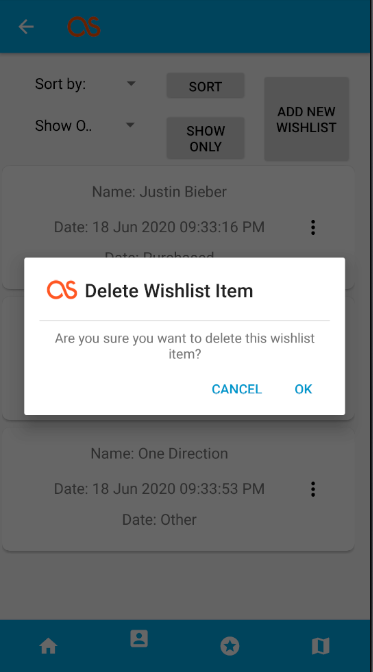 Sort by:
SORT
ADD NEW
WISHLIST
Show O..
SHOW
ONLY
Name: Justin Bieber
Date: 18 Jun 2020 09:33:16 PM
Date: Purchased
Delete Wishlist Item
Are you sure you want to delete this wishlist
item?
CANCEL
OK
Name: One Direction
Date: 18 Jun 2020 09:33:53 PM
Date: Other